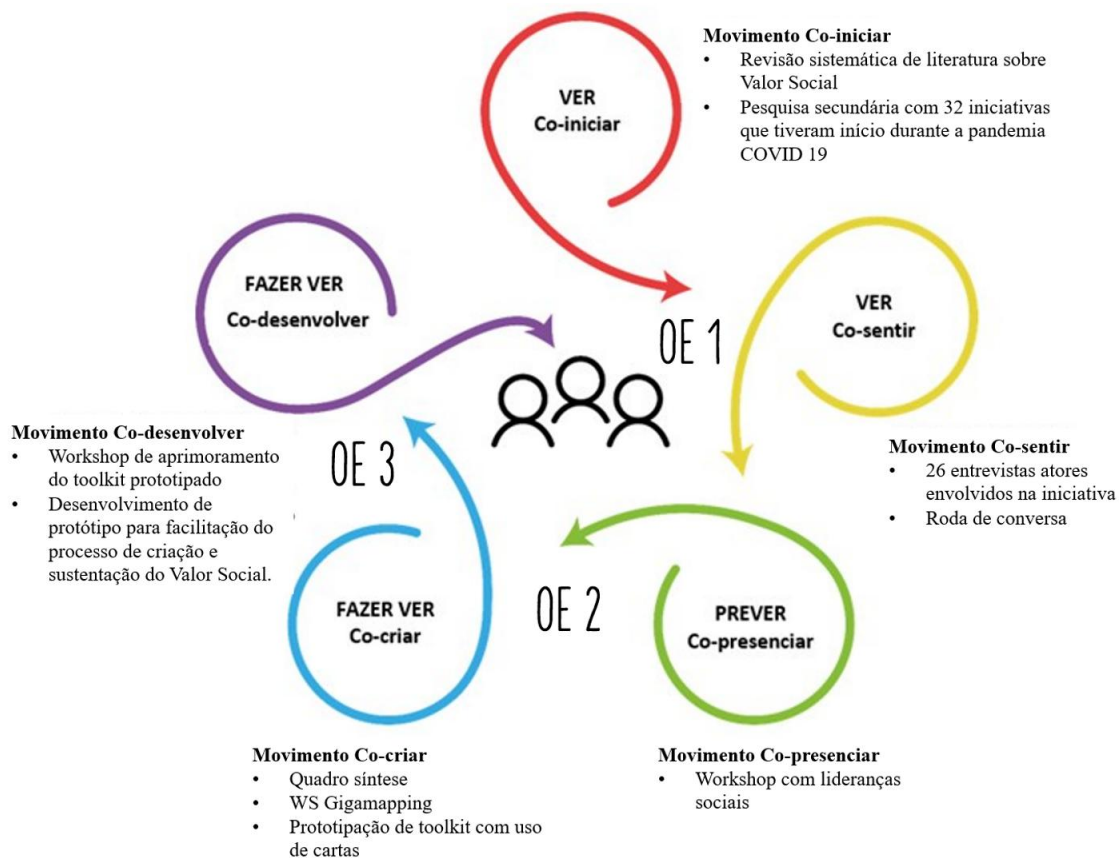 Movimento Co-iniciar
• Revisão sistemática de literatura sobre
Valor Social
• Pesquisa secundária com 32 iniciativas
que tiveram início durante a pandemia
COVID 19
VER
Co-iniciar
VER
Co-sentir
OE 1
Movimento Co-sentir
• 26 entrevistas atores
envolvidos na iniciativa
• Roda de conversa
PREVER
Co-presenciar
OE 2
Movimento Co-presenciar
• Workshop com lideranças
sociais
FAZER VER
Co-criar
Movimento Co-criar
• Quadro síntese
• WS Gigamapping
• Prototipação de toolkit com uso
de cartas
OE 3
FAZER VER
Co-desenvolver
Movimento Co-desenvolver
• Workshop de aprimoramento
do toolkit prototipado
• Desenvolvimento de
protótipo para facilitação do
processo de criação e
sustentação do Valor Social.